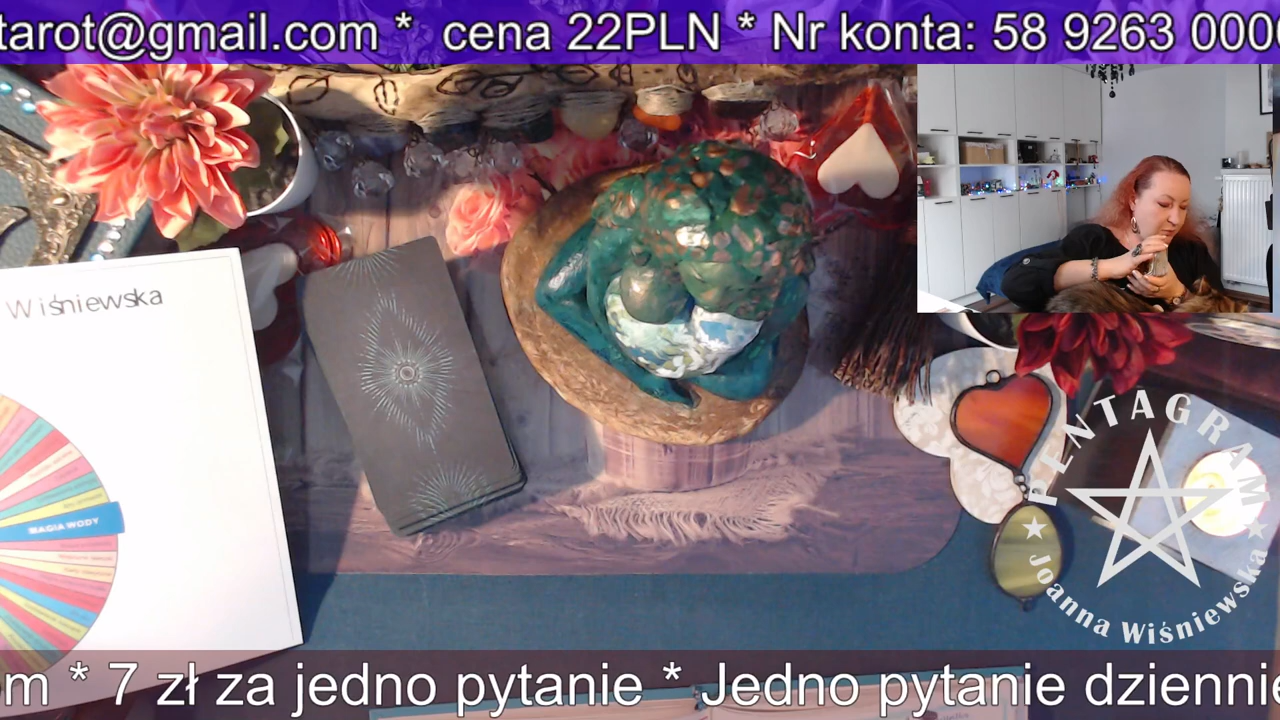 tarot@gmail.com * cena 22PLN * Nr konta: 58 9263 000
Wiśniewska
MAGIA WODY
PENTAGRAM
Joanna Wiśniewska
om * 7 zł za jedno pytanie * Jedno pytanie dziennie